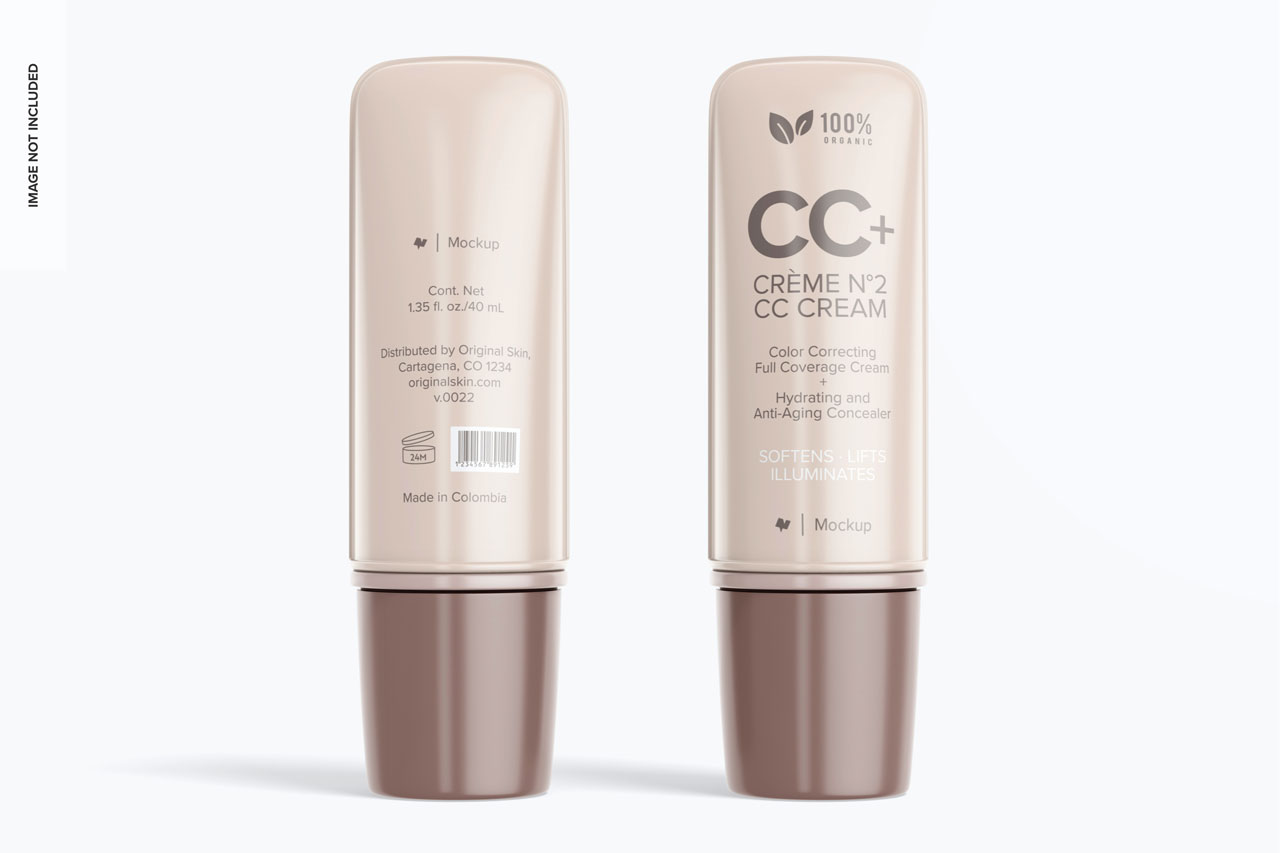 IMAGE NOT INCLUDED
Mockup
Cont. Net
1.35 fl. oz./40 mL
Distributed by Original Skin,
Cartagena, CO 1234
originalskin.com
v.0022
24M
Made in Colombia
100%
ORGANIC
CC+
CRÈME N°2
CC CREAM
Color Correcting
Full Coverage Cream
+
Hydrating and
Anti-Aging Concealer
SOFTENS · LIFTS
ILLUMINATES
Mockup